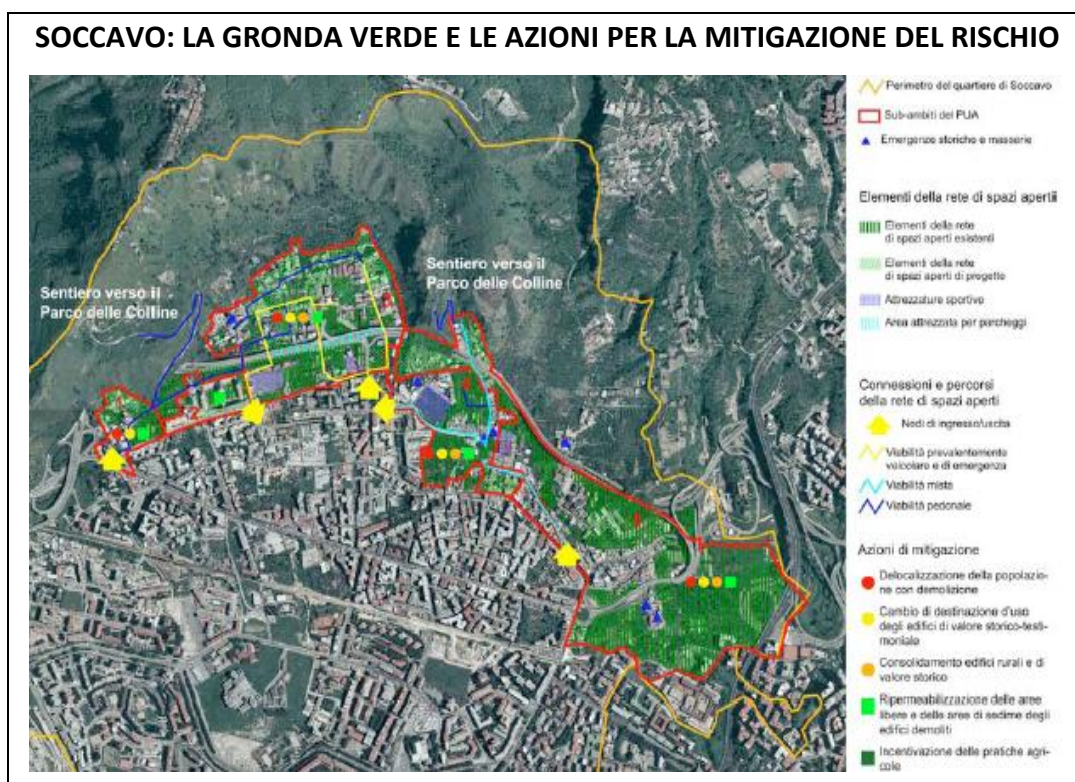 SOCCAVO: LA GRONDA VERDE E LE AZIONI PER LA MITIGAZIONE DEL RISCHIO
Sentiero verso il
Parco delle Colline
Sentiero verso il
Parco delle Colline
Perimetro del quartiere di Soccavo
Sub-ambiti del PUA
Emergenze storiche e masserie
Elementi della rete di spazi apertii
Elementi della rete
di spazi aperti esistenti
Elementi della rete
di spazi aperti di progetto
Attrezzature sportive
Area attrezzata per parcheggi
Connessioni e percorsi
della rete di spazi aperti
Nodi di ingresso/uscita
Viabilità prevalentemente
veicolare e di emergenza
Viabilità mista
Viabilità pedonale
Azioni di mitigazione
Delocalizzazione della popolazio-
ne con demolizione
Cambio di destinazione d'uso
degli edifici di valore storico-testi-
moniale
Consolidamento edifici rurali e di
valore storico
Ripermeabilizzazione delle aree
libere e delle aree di sedime degli
edifici demoliti
Incentivazione delle pratiche agri-
cole